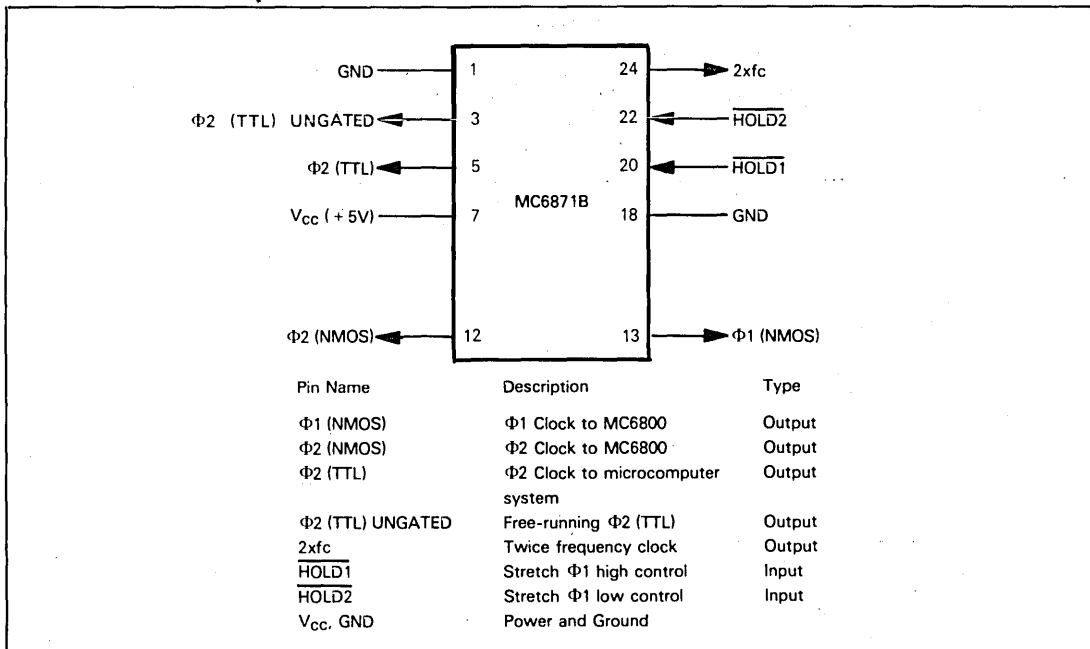 GND 1 24 2xfc
Φ2 (TTL) UNGATED 3 22 HOLD2
Φ2 (TTL) 5 20 HOLD1
MC6871B
VCC (+5V) 7 18 GND
Φ2 (NMOS) 12 13 Φ1 (NMOS)
Pin Name Description Type
Φ1 (NMOS) Φ1 Clock to MC6800 Output
Φ2 (NMOS) Φ2 Clock to MC6800 Output
Φ2 (TTL) Φ2 Clock to microcomputer Output
system
Φ2 (TTL) UNGATED Free-running Φ2 (TTL) Output
2xfc Twice frequency clock Output
HOLD1 Stretch Φ1 high control Input
HOLD2 Stretch Φ1 low control Input
VCC, GND Power and Ground